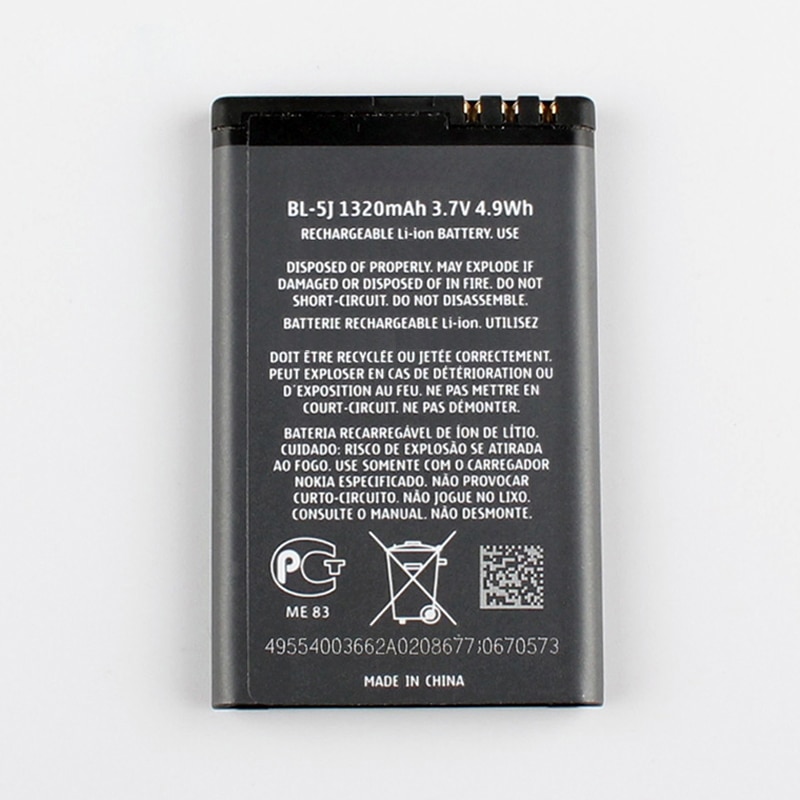 BL-5J 1320mAh 3.7V 4.9Wh
RECHARGEABLE Li-ion BATTERY. USE
DISPOSED OF PROPERLY. MAY EXPLODE IF
DAMAGED OR DISPOSED OF IN FIRE. DO NOT
SHORT-CIRCUIT. DO NOT DISASSEMBLE.
BATTERIE RECHARGEABLE Li-ion. UTILISEZ
DOIT ÊTRE RECYCLÉE OU JETÉE CORRECTEMENT.
PEUT EXPLOSER EN CAS DE DÉTÉRIORATION OU
D'EXPOSITION AU FEU. NE PAS METTRE EN
COURT-CIRCUIT. NE PAS DÉMONTER.
BATERIA RECARREGÁVEL DE ÍON DE LÍTIO.
CUIDADO: RISCO DE EXPLOSÃO SE ATIRADA
AO FOGO. USE SOMENTE COM O CARREGADOR
NOKIA ESPECIFICADO. NÃO PROVOCAR
CURTO-CIRCUITO. NÃO JOGUE NO LIXO.
CONSULTE O MANUAL. NÃO DESMONTE.
PCT
ME 83
MADE IN CHINA